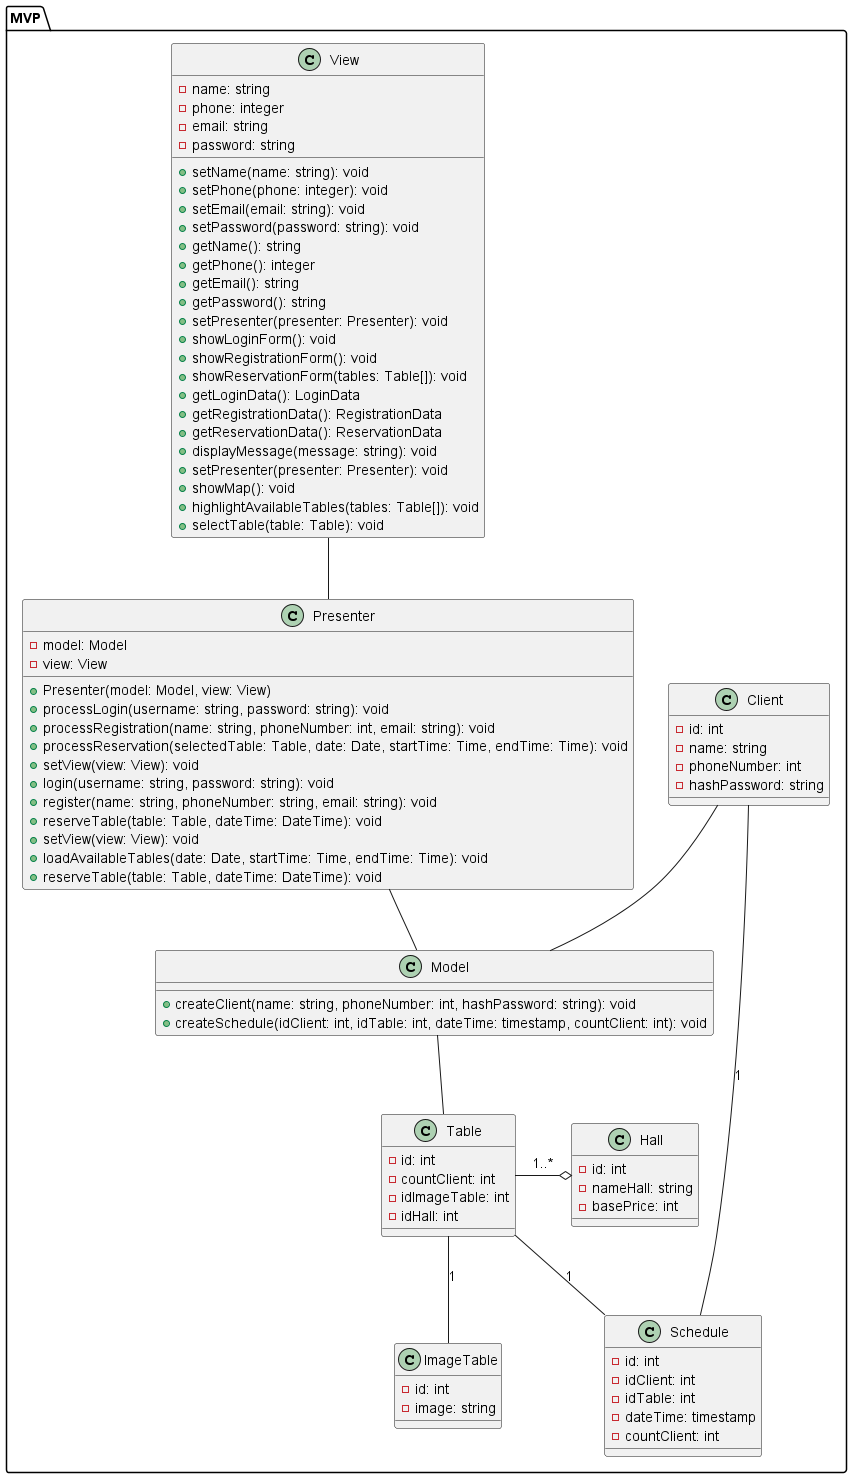 MVP
C View
name: string
phone: integer
email: string
password: string
setName(name: string): void
setPhone(phone: integer): void
setEmail(email: string): void
setPassword(password: string): void
getName(): string
getPhone(): integer
getEmail(): string
getPassword(): string
setPresenter(presenter: Presenter): void
showLoginForm(): void
showRegistrationForm(): void
showReservationForm(tables: Table[]): void
getLoginData(): LoginData
getRegistrationData(): RegistrationData
getReservationData(): ReservationData
displayMessage(message: string): void
setPresenter(presenter: Presenter): void
showMap(): void
highlightAvailableTables(tables: Table[]): void
selectTable(table: Table): void
C Presenter
model: Model
view: View
Presenter(model: Model, view: View)
processLogin(username: string, password: string): void
processRegistration(name: string, phoneNumber: int, email: string): void
processReservation(selectedTable: Table, date: Date, startTime: Time, endTime: Time): void
setView(view: View): void
login(username: string, password: string): void
register(name: string, phoneNumber: string, email: string): void
reserveTable(table: Table, dateTime: DateTime): void
setView(view: View): void
loadAvailableTables(date: Date, startTime: Time, endTime: Time): void
reserveTable(table: Table, dateTime: DateTime): void
C Client
id: int
name: string
phoneNumber: int
hashPassword: string
C Model
createClient(name: string, phoneNumber: int, hashPassword: string): void
createSchedule(idClient: int, idTable: int, dateTime: timestamp, countClient: int): void
1
C Table
id: int
countClient: int
idImageTable: int
idHall: int
1..*
C Hall
id: int
nameHall: string
basePrice: int
1
1
C ImageTable
id: int
image: string
C Schedule
id: int
idClient: int
idTable: int
dateTime: timestamp
countClient: int